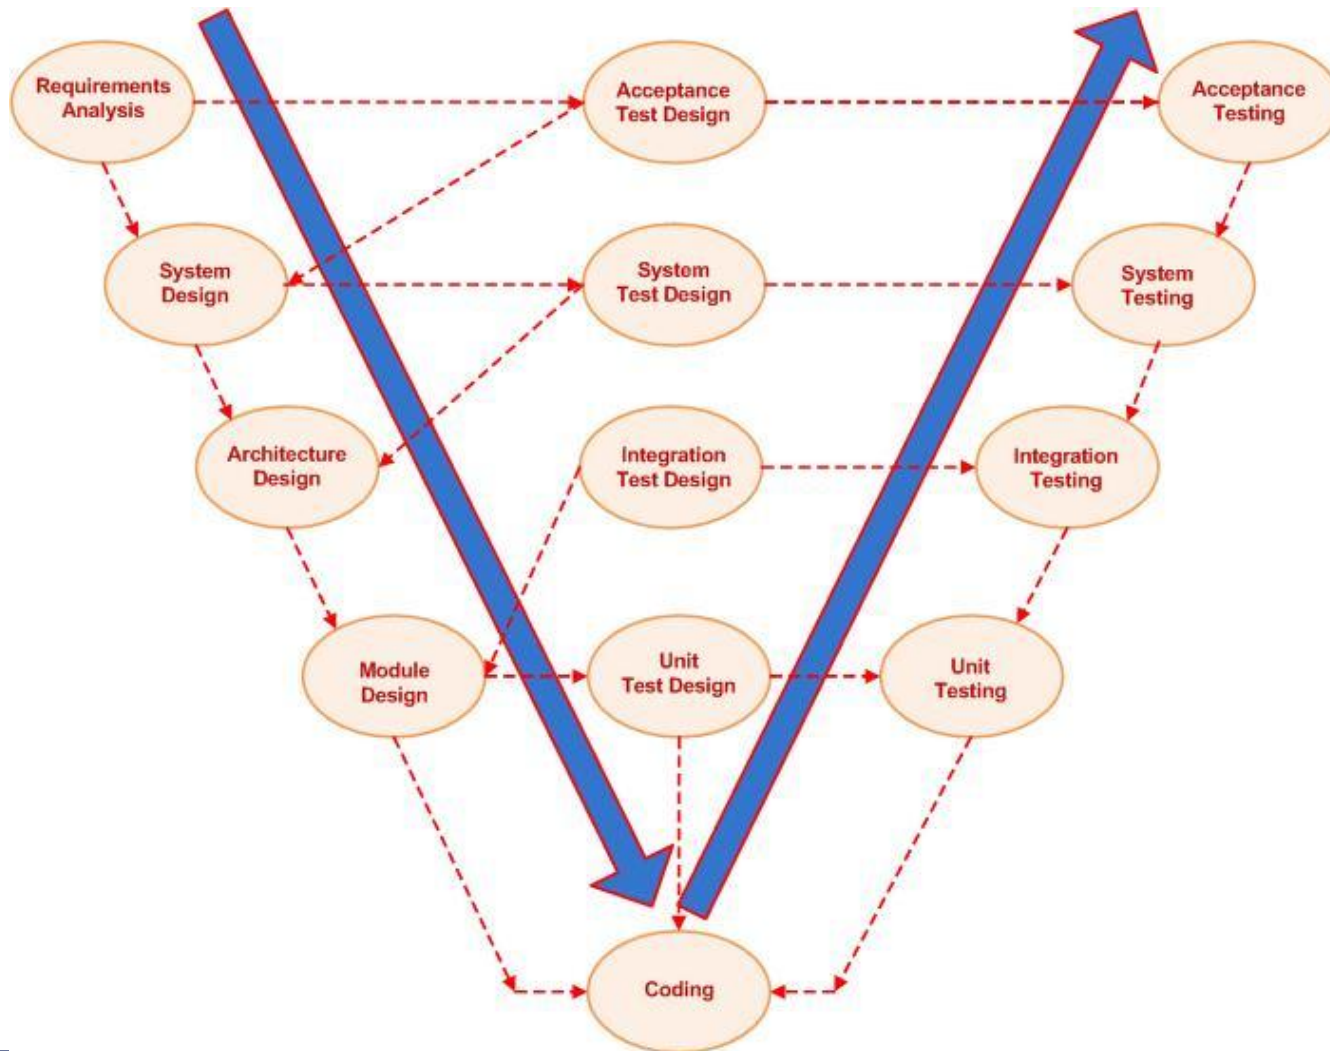 Requirements
Analysis
Acceptance
Test Design
Acceptance
Testing
System
Design
System
Test Design
System
Testing
Architecture
Design
Integration
Test Design
Integration
Testing
Module
Design
Unit
Test Design
Unit
Testing
Coding